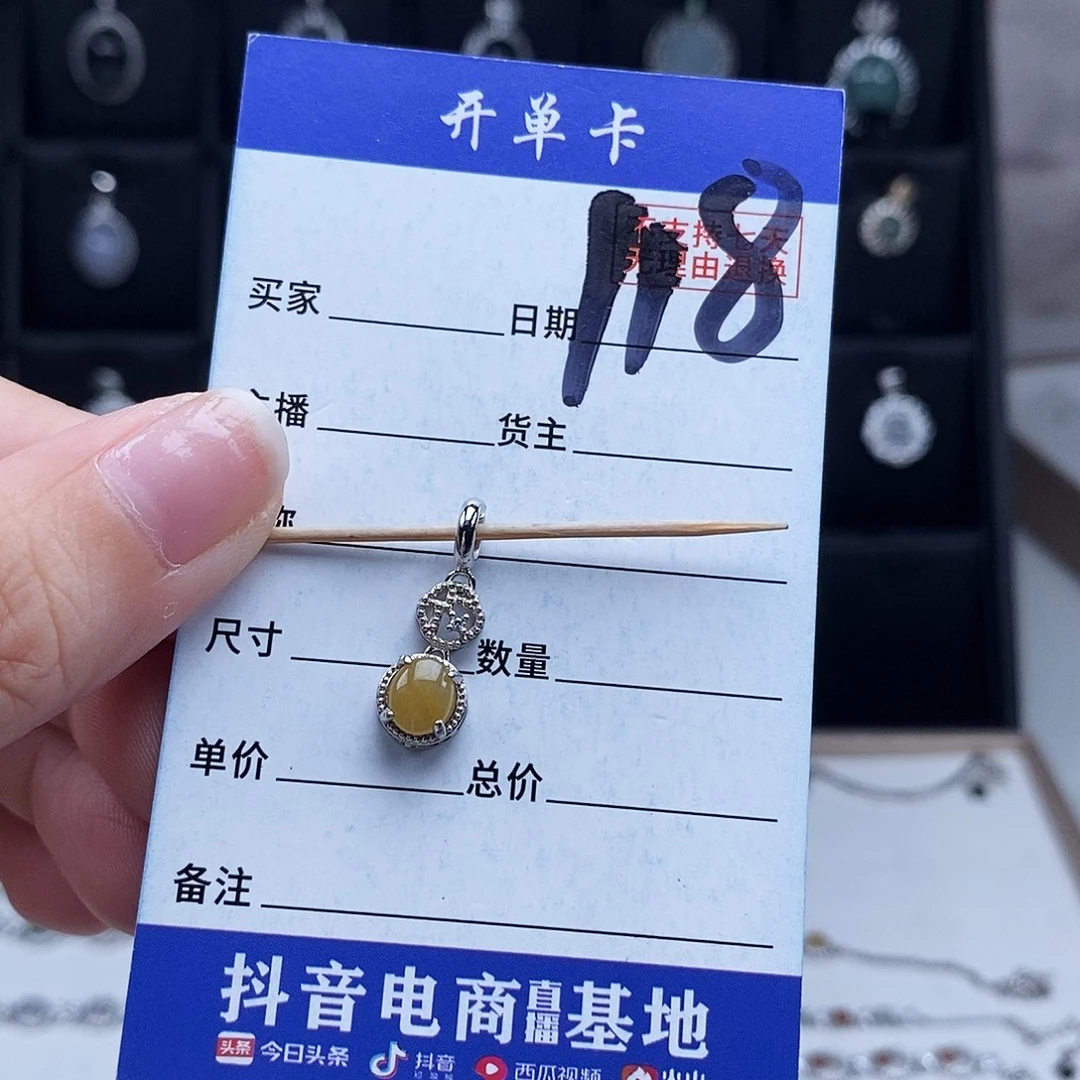 开单卡
118
不支持七天
无理由退换
买家 日期
主播 货主
尺寸 数量
单价 总价
备注
抖音电商直播基地
头条 今日头条 抖音 西瓜视频